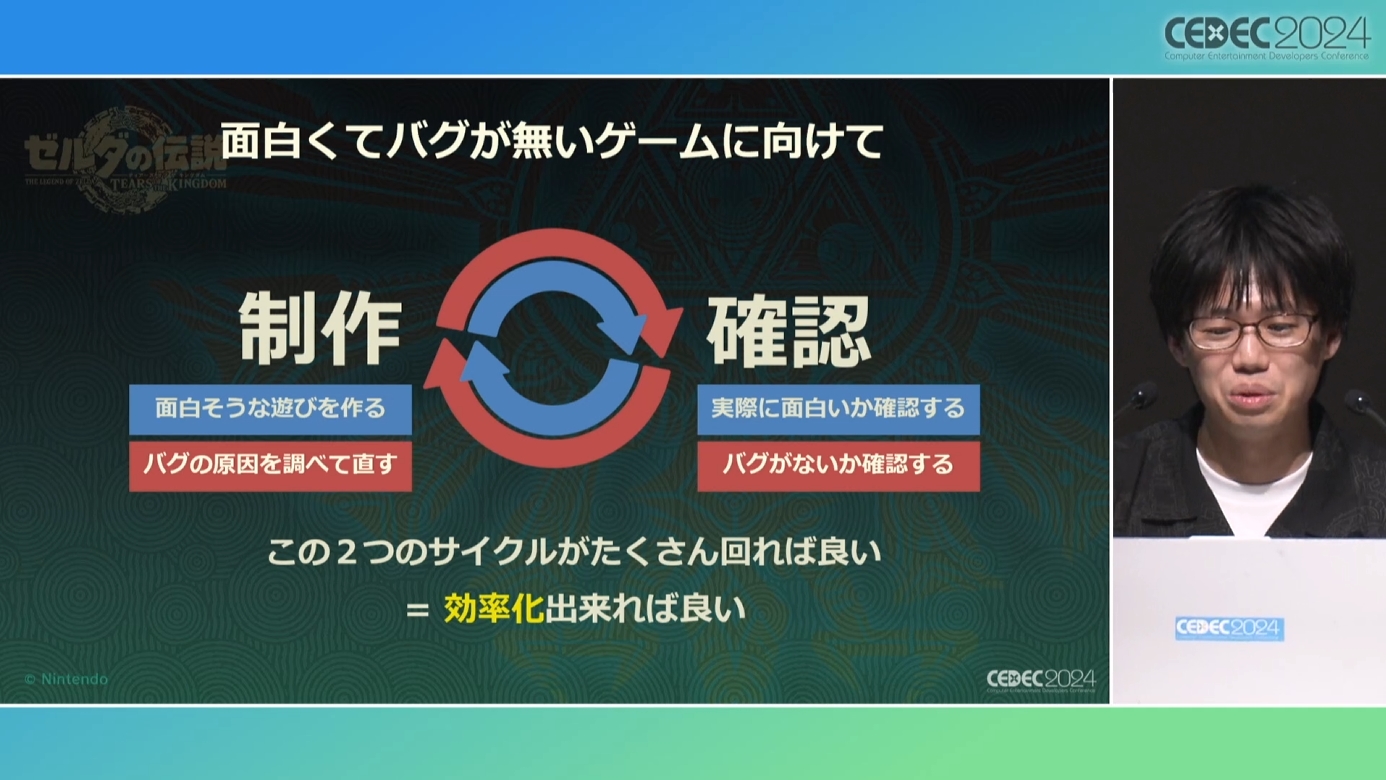 CEDEC2024
Computer Entertainment Developers Conference
ゼルダの伝説
THE LEGEND OF ZELDA
TEARS OF THE KINGDOM
面白くてバグが無いゲームに向けて
制作
確認
面白そうな遊びを作る
実際に面白いか確認する
バグの原因を調べて直す
バグがないか確認する
この２つのサイクルがたくさん回れば良い
= 効率化出来れば良い
© Nintendo
CEDEC2024
Computer Entertainment Developers Conference
CEDEC2024